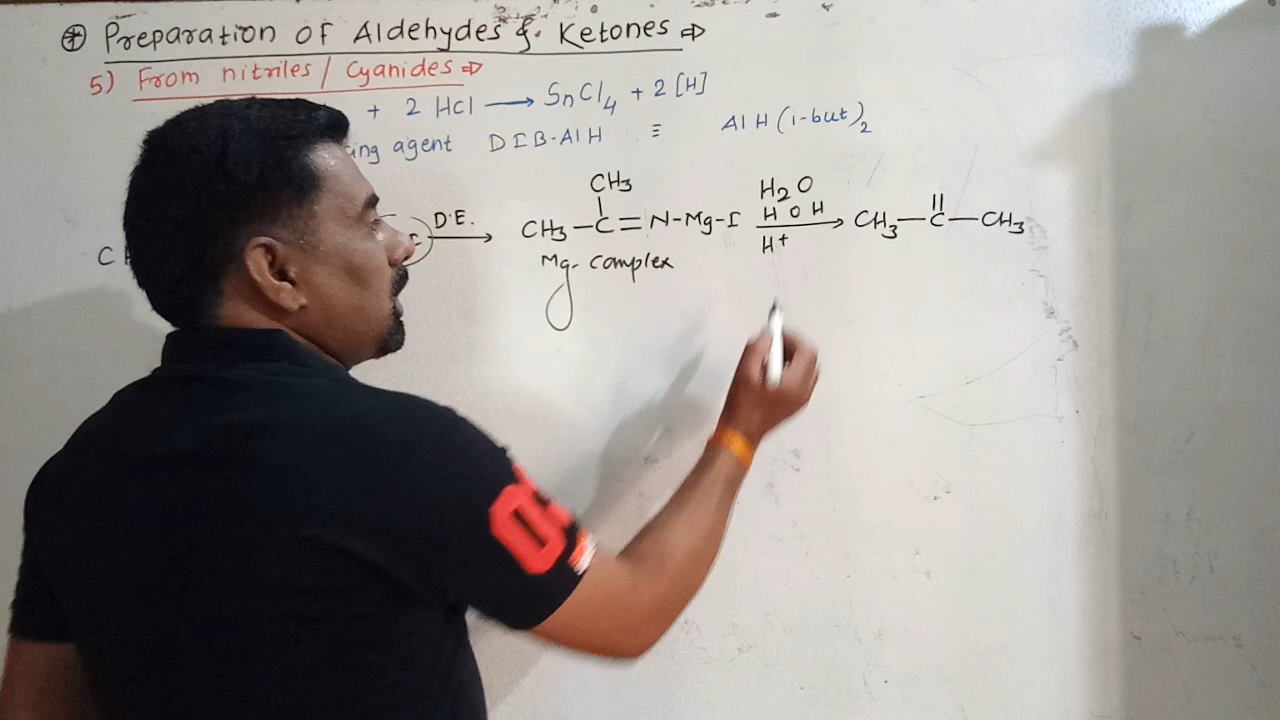 ⊕ Preparation of Aldehydes & Ketones ⇒
5) From nitriles / Cyanides ⇒
+ 2 HCl ⟶ SnCl₄ + 2 [H]
ing agent DIB-AlH ≡ AlH(i-but)₂
D.E.
CH₃
CH₃—C=N-Mg-I
Mg- complex
H₂O
H O H
H⁺
CH₃—C—CH₃